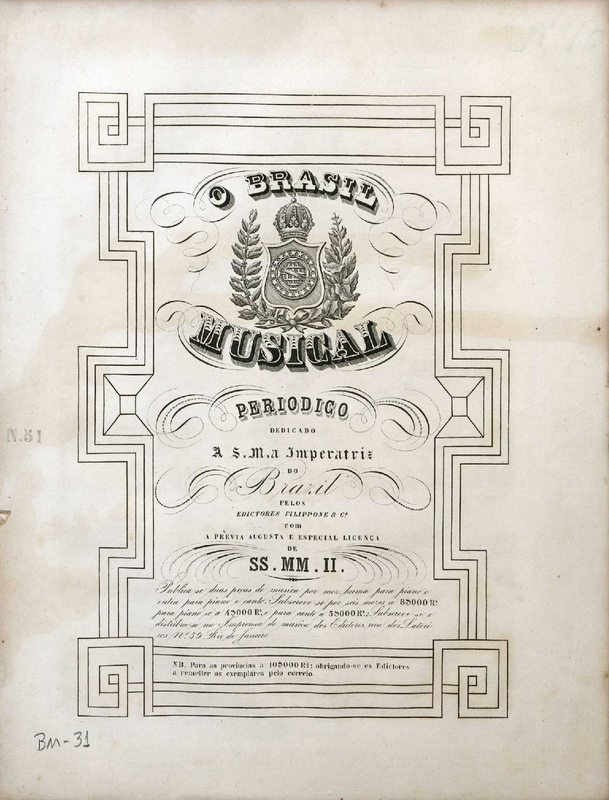 O BRASIL
MUSICAL
PERIODICO
DEDICADO
A S.M.a Imperatriz
DO
Brazil
PELOS
EDICTORES FILIPPONE & Cª
com
A PRÉVIA AUGUSTA E ESPECIAL LICENÇA
DE
SS. MM. II.
Publica se duas peças de musica por mez, huma para piano e
outra para piano e canto. Subscreve-se por seis mezes a 8$000 Rs
para piano só a 4$000 Rs, e para canto a 5$000 Rs; Subscreve se e
distribue se na Imprensa de musica dos Editores, rua dos Latoei-
ros Nº 59 Rio de Janeiro.
NB. Para as provincias a 10$000 Rs; obrigando-se os Edictores
a remetter os exemplares pelo correio.
N.31
BM-31